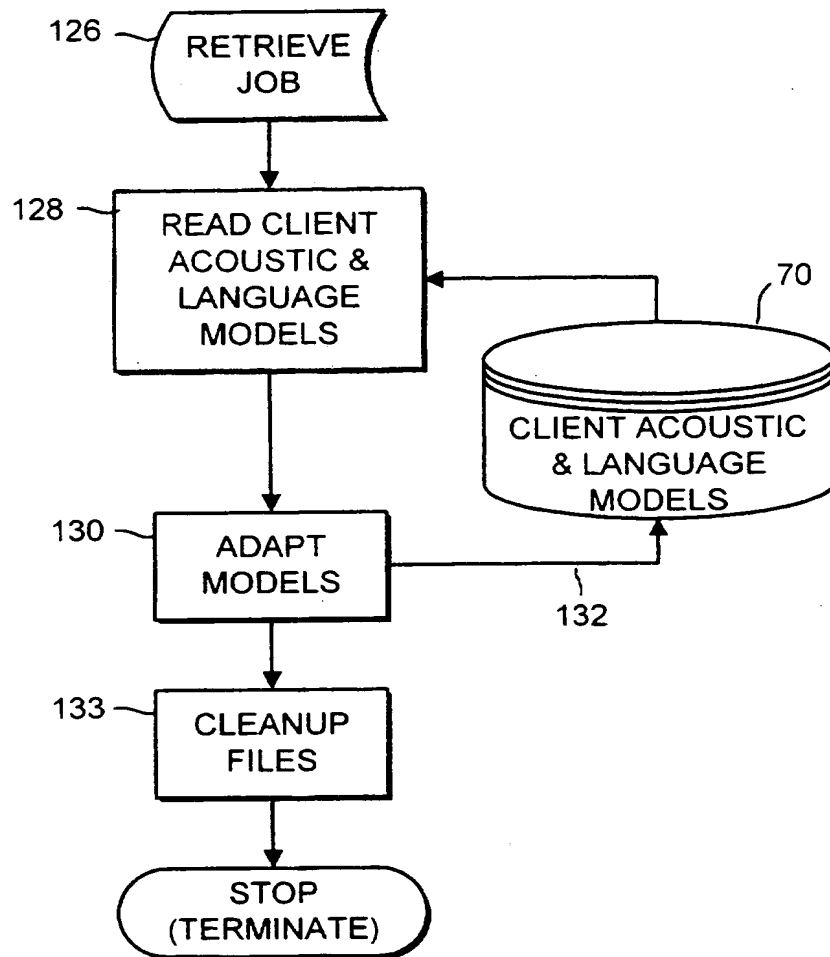 126
RETRIEVE
JOB
128
READ CLIENT
ACOUSTIC &
LANGUAGE
MODELS
70
CLIENT ACOUSTIC
& LANGUAGE
MODELS
130
ADAPT
MODELS
132
133
CLEANUP
FILES
STOP
(TERMINATE)